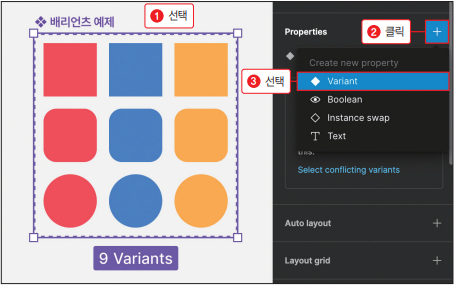 배리언츠 예제
1 선택
9 Variants
Properties
2 클릭
Create new property
3 선택
Variant
Boolean
Instance swap
T Text
this.
Select conflicting variants
Auto layout
Layout grid